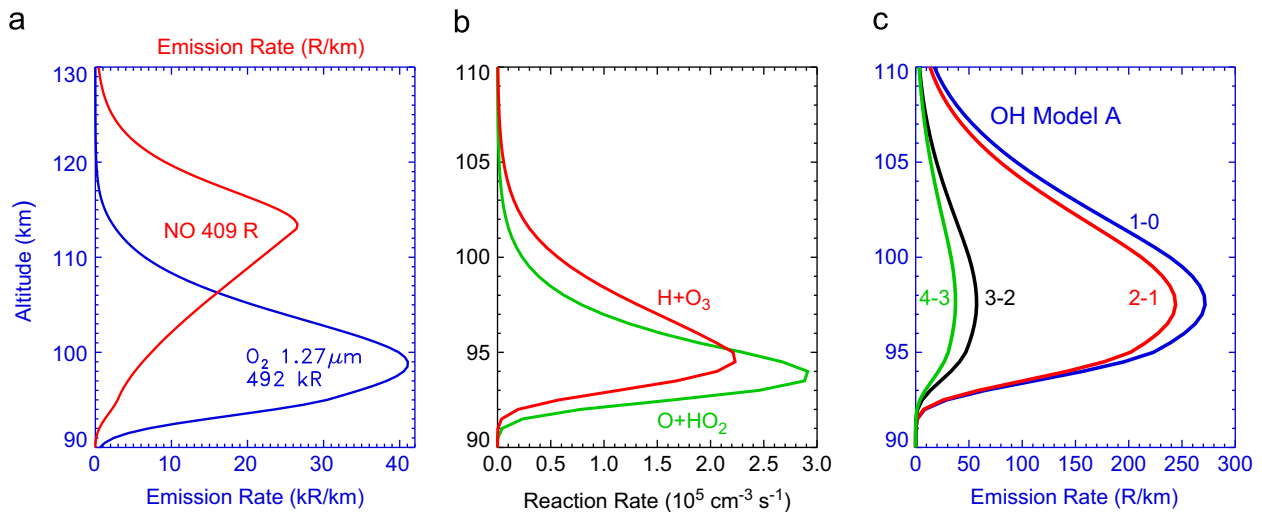 a
Emission Rate (R/km)
130
120
110
100
90
Altitude (km)
NO 409 R
O₂ 1.27μm
492 kR
0 10 20 30 40
Emission Rate (kR/km)
b
110
105
100
95
90
H+O₃
O+HO₂
0.0 0.5 1.0 1.5 2.0 2.5 3.0
Reaction Rate (10⁵ cm⁻³ s⁻¹)
c
110
105
100
95
90
OH Model A
1-0
4-3 3-2 2-1
0 50 100 150 200 250 300
Emission Rate (R/km)